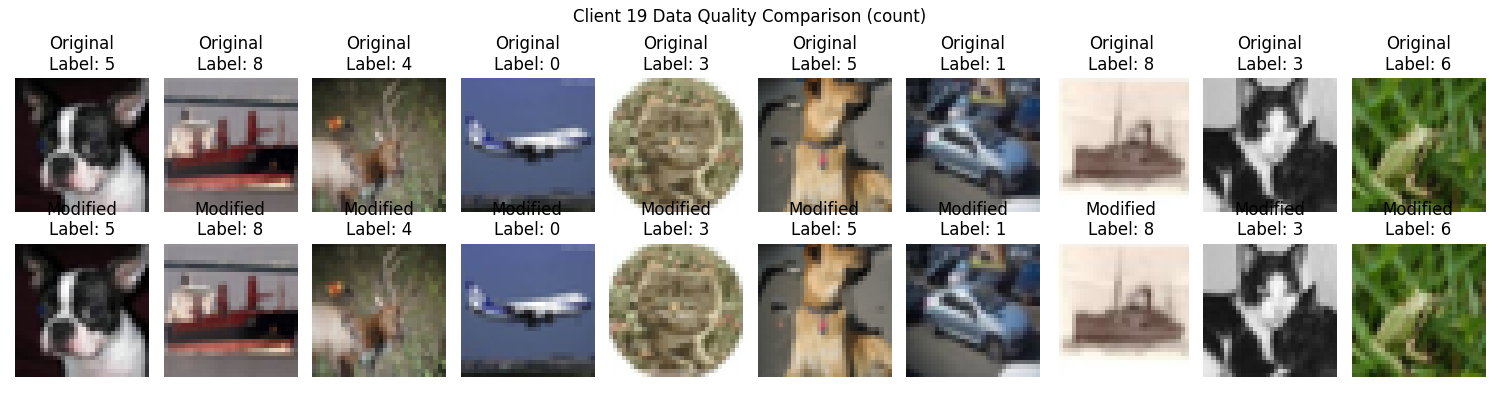 Client 19 Data Quality Comparison (count)
Original Original Original Original Original Original Original Original Original Original
Label: 5 Label: 8 Label: 4 Label: 0 Label: 3 Label: 5 Label: 1 Label: 8 Label: 3 Label: 6
Modified Modified Modified Modified Modified Modified Modified Modified Modified Modified
Label: 5 Label: 8 Label: 4 Label: 0 Label: 3 Label: 5 Label: 1 Label: 8 Label: 3 Label: 6